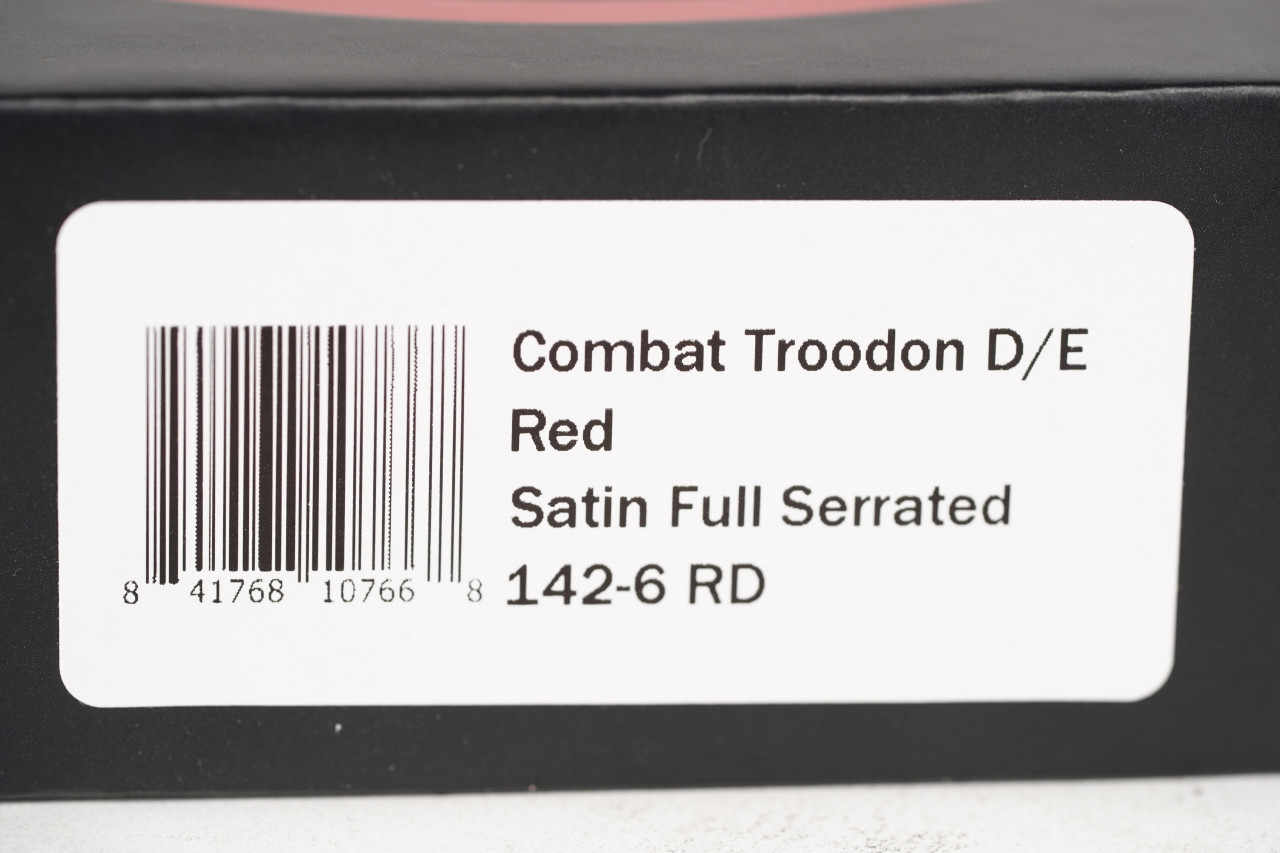 Combat Troodon D/E
Red
Satin Full Serrated
142-6 RD
8 41768 10766 8